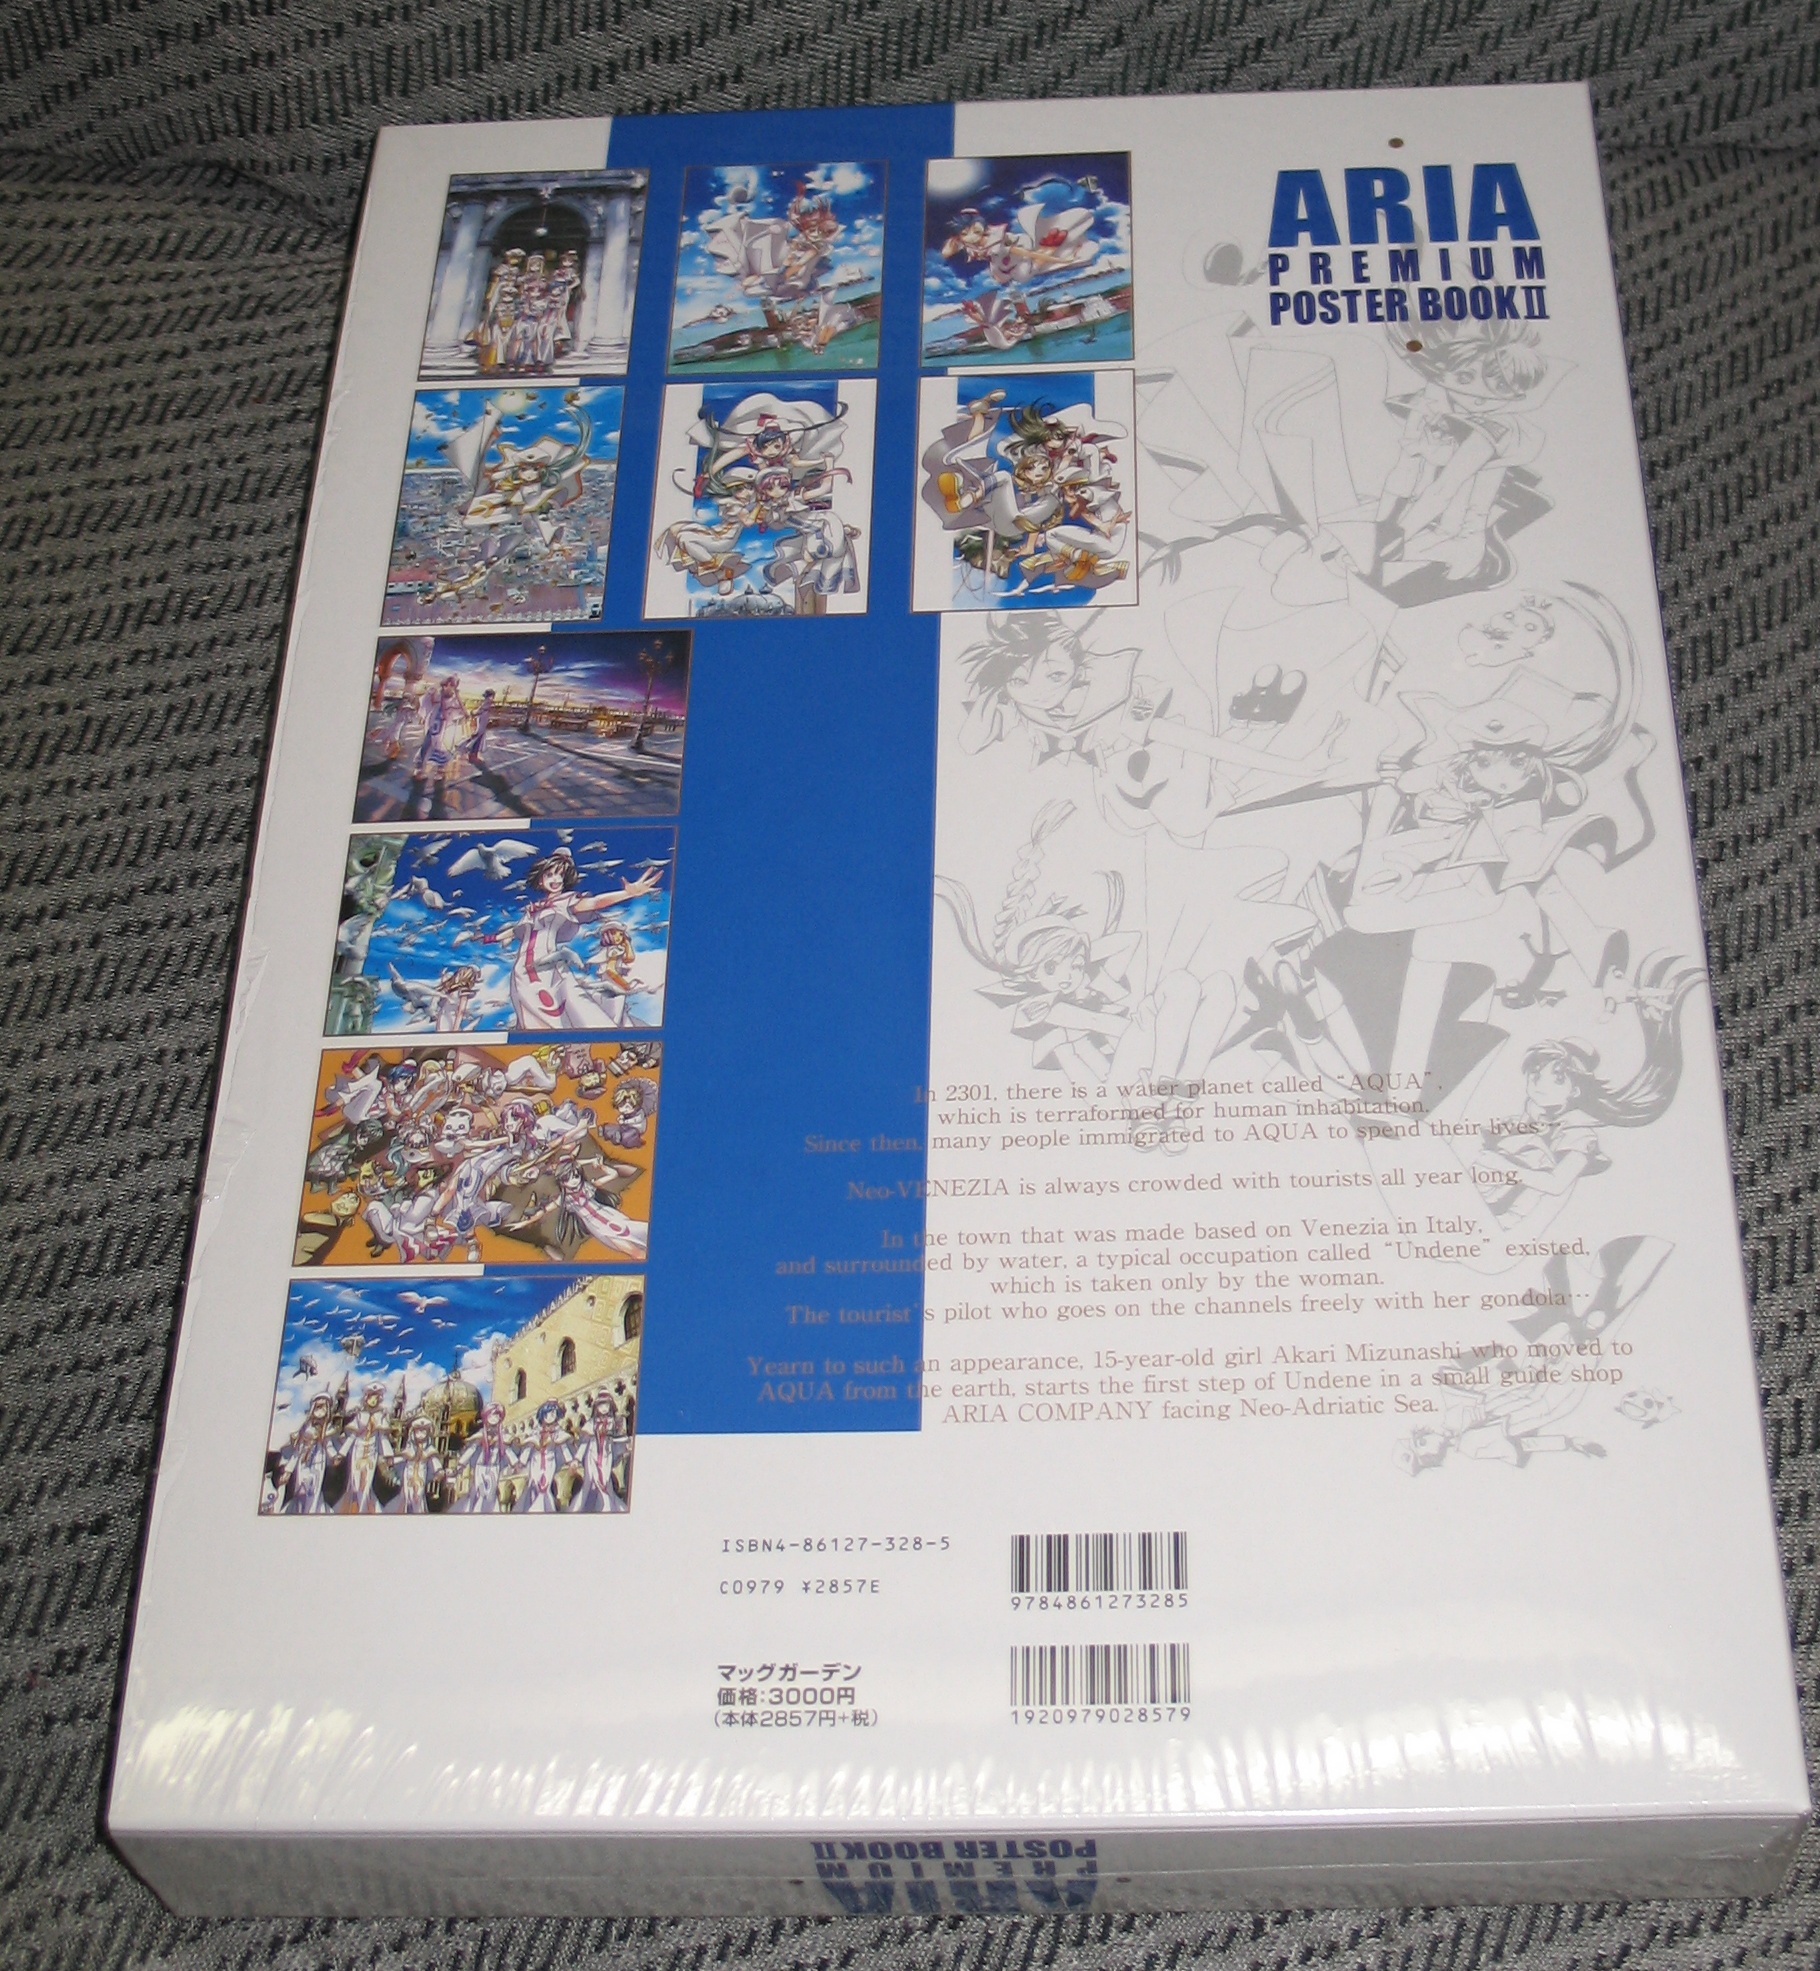 ARIA
PREMIUM
POSTER BOOK II
In 2301, there is a water planet called “AQUA”,
which is terraformed for human inhabitation.
Since then, many people immigrated to AQUA to spend their lives…
Neo-VENEZIA is always crowded with tourists all year long.
In the town that was made based on Venezia in Italy,
and surrounded by water, a typical occupation called “Undene” existed,
which is taken only by the woman.
The tourist's pilot who goes on the channels freely with her gondola…
Yearn to such an appearance, 15-year-old girl Akari Mizunashi who moved to
AQUA from the earth, starts the first step of Undene in a small guide shop
ARIA COMPANY facing Neo-Adriatic Sea.
ISBN4-86127-328-5
C0979 ¥2857E
9784861273285
マッグガーデン
価格:3000円
(本体2857円+税)
1920979028579
ARIA
PREMIUM
POSTER BOOK II